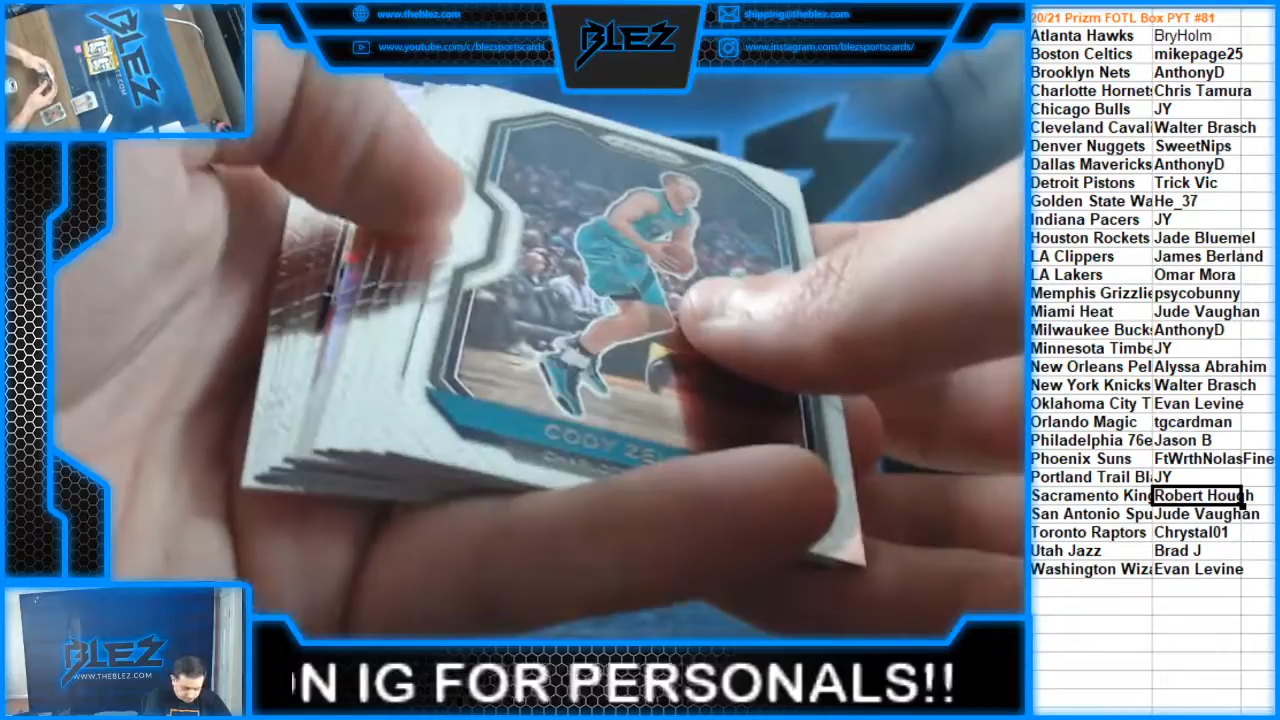 www.theblez.com
www.youtube.com/c/blezsportscards
BLEZ
shipping@theblez.com
www.instagram.com/blezsportscards/
BLEZ
CODY ZEL
BLEZ
WWW.THEBLEZ.COM
N IG FOR PERSONALS!!
20/21 Prizm FOTL Box PYT #81
Atlanta Hawks BryHolm
Boston Celtics mikepage25
Brooklyn Nets AnthonyD
Charlotte Hornet Chris Tamura
Chicago Bulls JY
Cleveland Cavali Walter Brasch
Denver Nuggets SweetNips
Dallas Mavericks AnthonyD
Detroit Pistons Trick Vic
Golden State Wa He_37
Indiana Pacers JY
Houston Rockets Jade Bluemel
LA Clippers James Berland
LA Lakers Omar Mora
Memphis Grizzlie psycobunny
Miami Heat Jude Vaughan
Milwaukee Bucks AnthonyD
Minnesota Timbe JY
New Orleans Pel Alyssa Abrahim
New York Knicks Walter Brasch
Oklahoma City T Evan Levine
Orlando Magic tgcardman
Philadelphia 76e Jason B
Phoenix Suns FtWrthNolasFine
Portland Trail Bl JY
Sacramento King Robert Hough
San Antonio Spu Jude Vaughan
Toronto Raptors Chrystal01
Utah Jazz Brad J
Washington Wiza Evan Levine